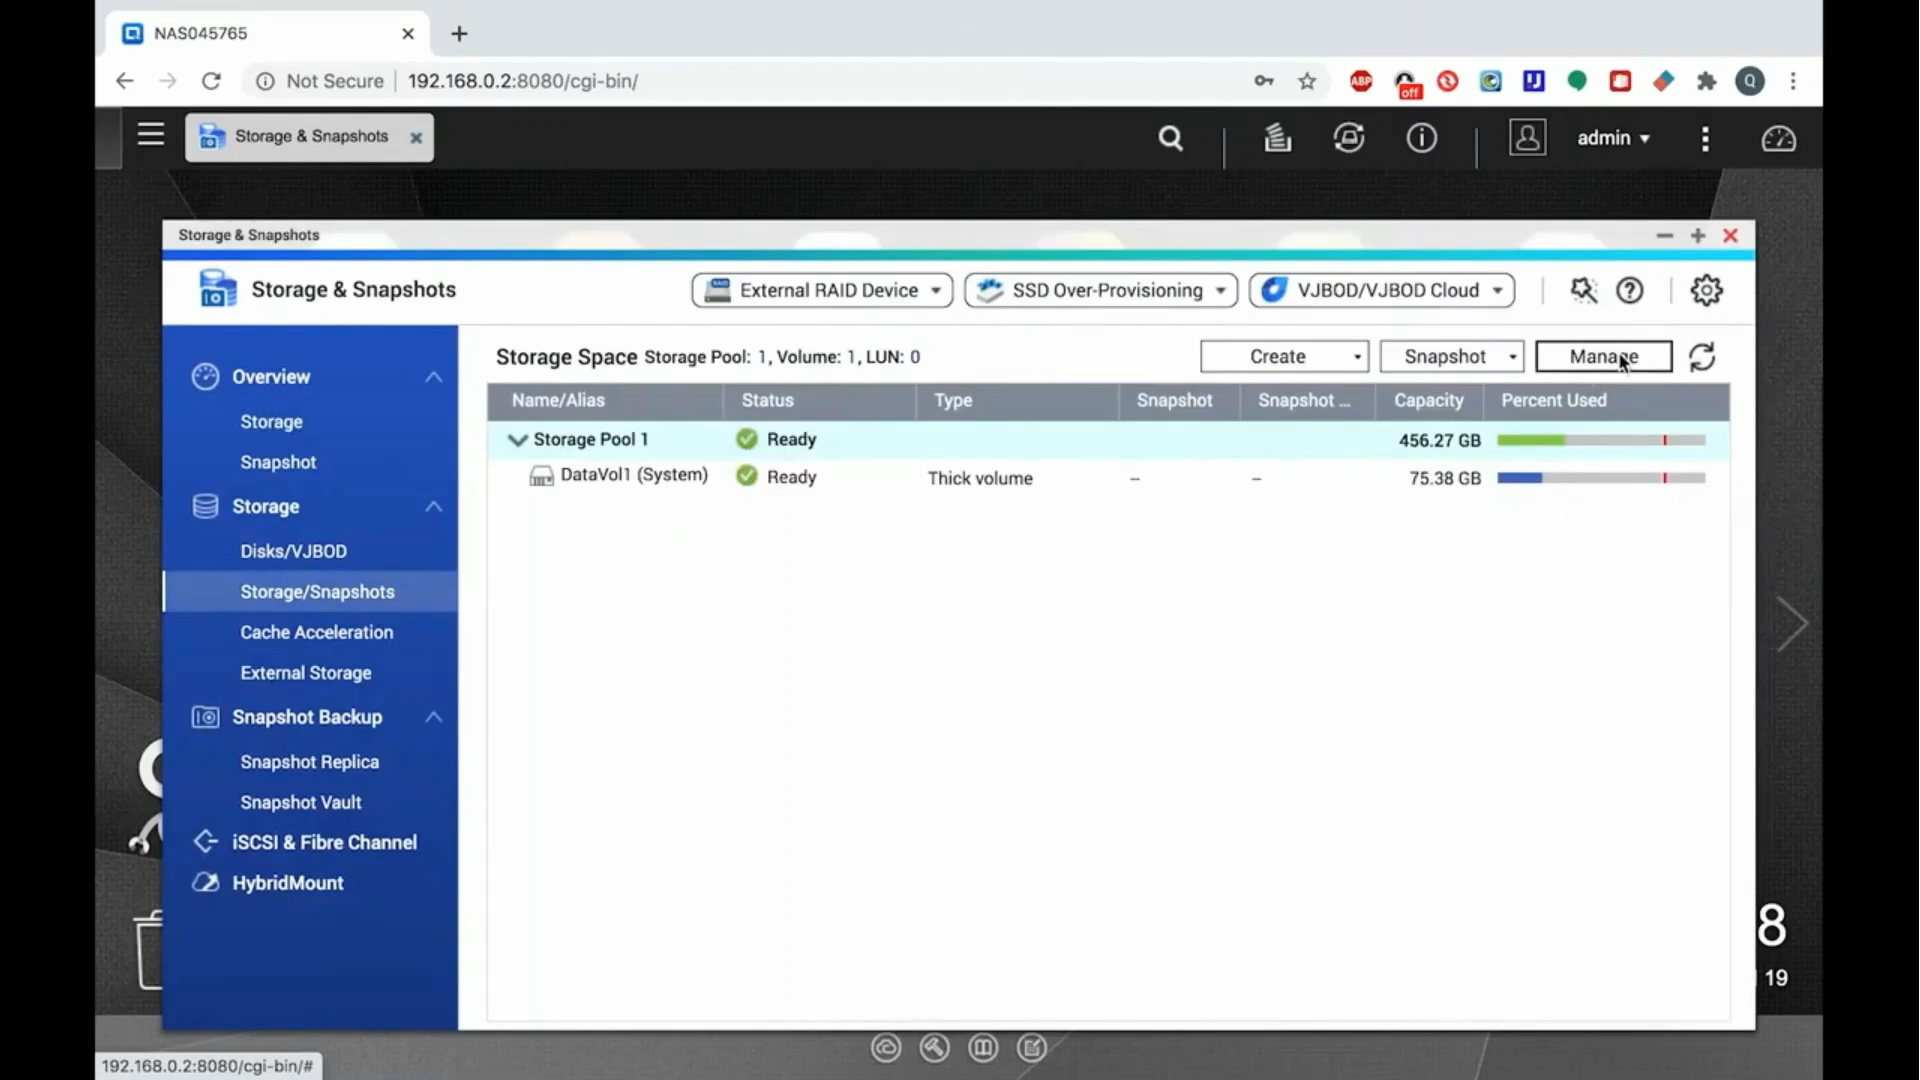 NAS045765
Not Secure 192.168.0.2:8080/cgi-bin/
ABP
off
Q
Storage & Snapshots
admin
Storage & Snapshots
Storage & Snapshots
External RAID Device
SSD Over-Provisioning
VJBOD/VJBOD Cloud
Overview
Storage
Snapshot
Storage
Disks/VJBOD
Storage/Snapshots
Cache Acceleration
External Storage
Snapshot Backup
Snapshot Replica
Snapshot Vault
iSCSI & Fibre Channel
HybridMount
Storage Space Storage Pool: 1, Volume: 1, LUN: 0
Create
Snapshot
Manage
Name/Alias Status Type Snapshot Snapshot ... Capacity Percent Used
Storage Pool 1 Ready 456.27 GB
DataVol1 (System) Ready Thick volume -- -- 75.38 GB
8
19
192.168.0.2:8080/cgi-bin/#